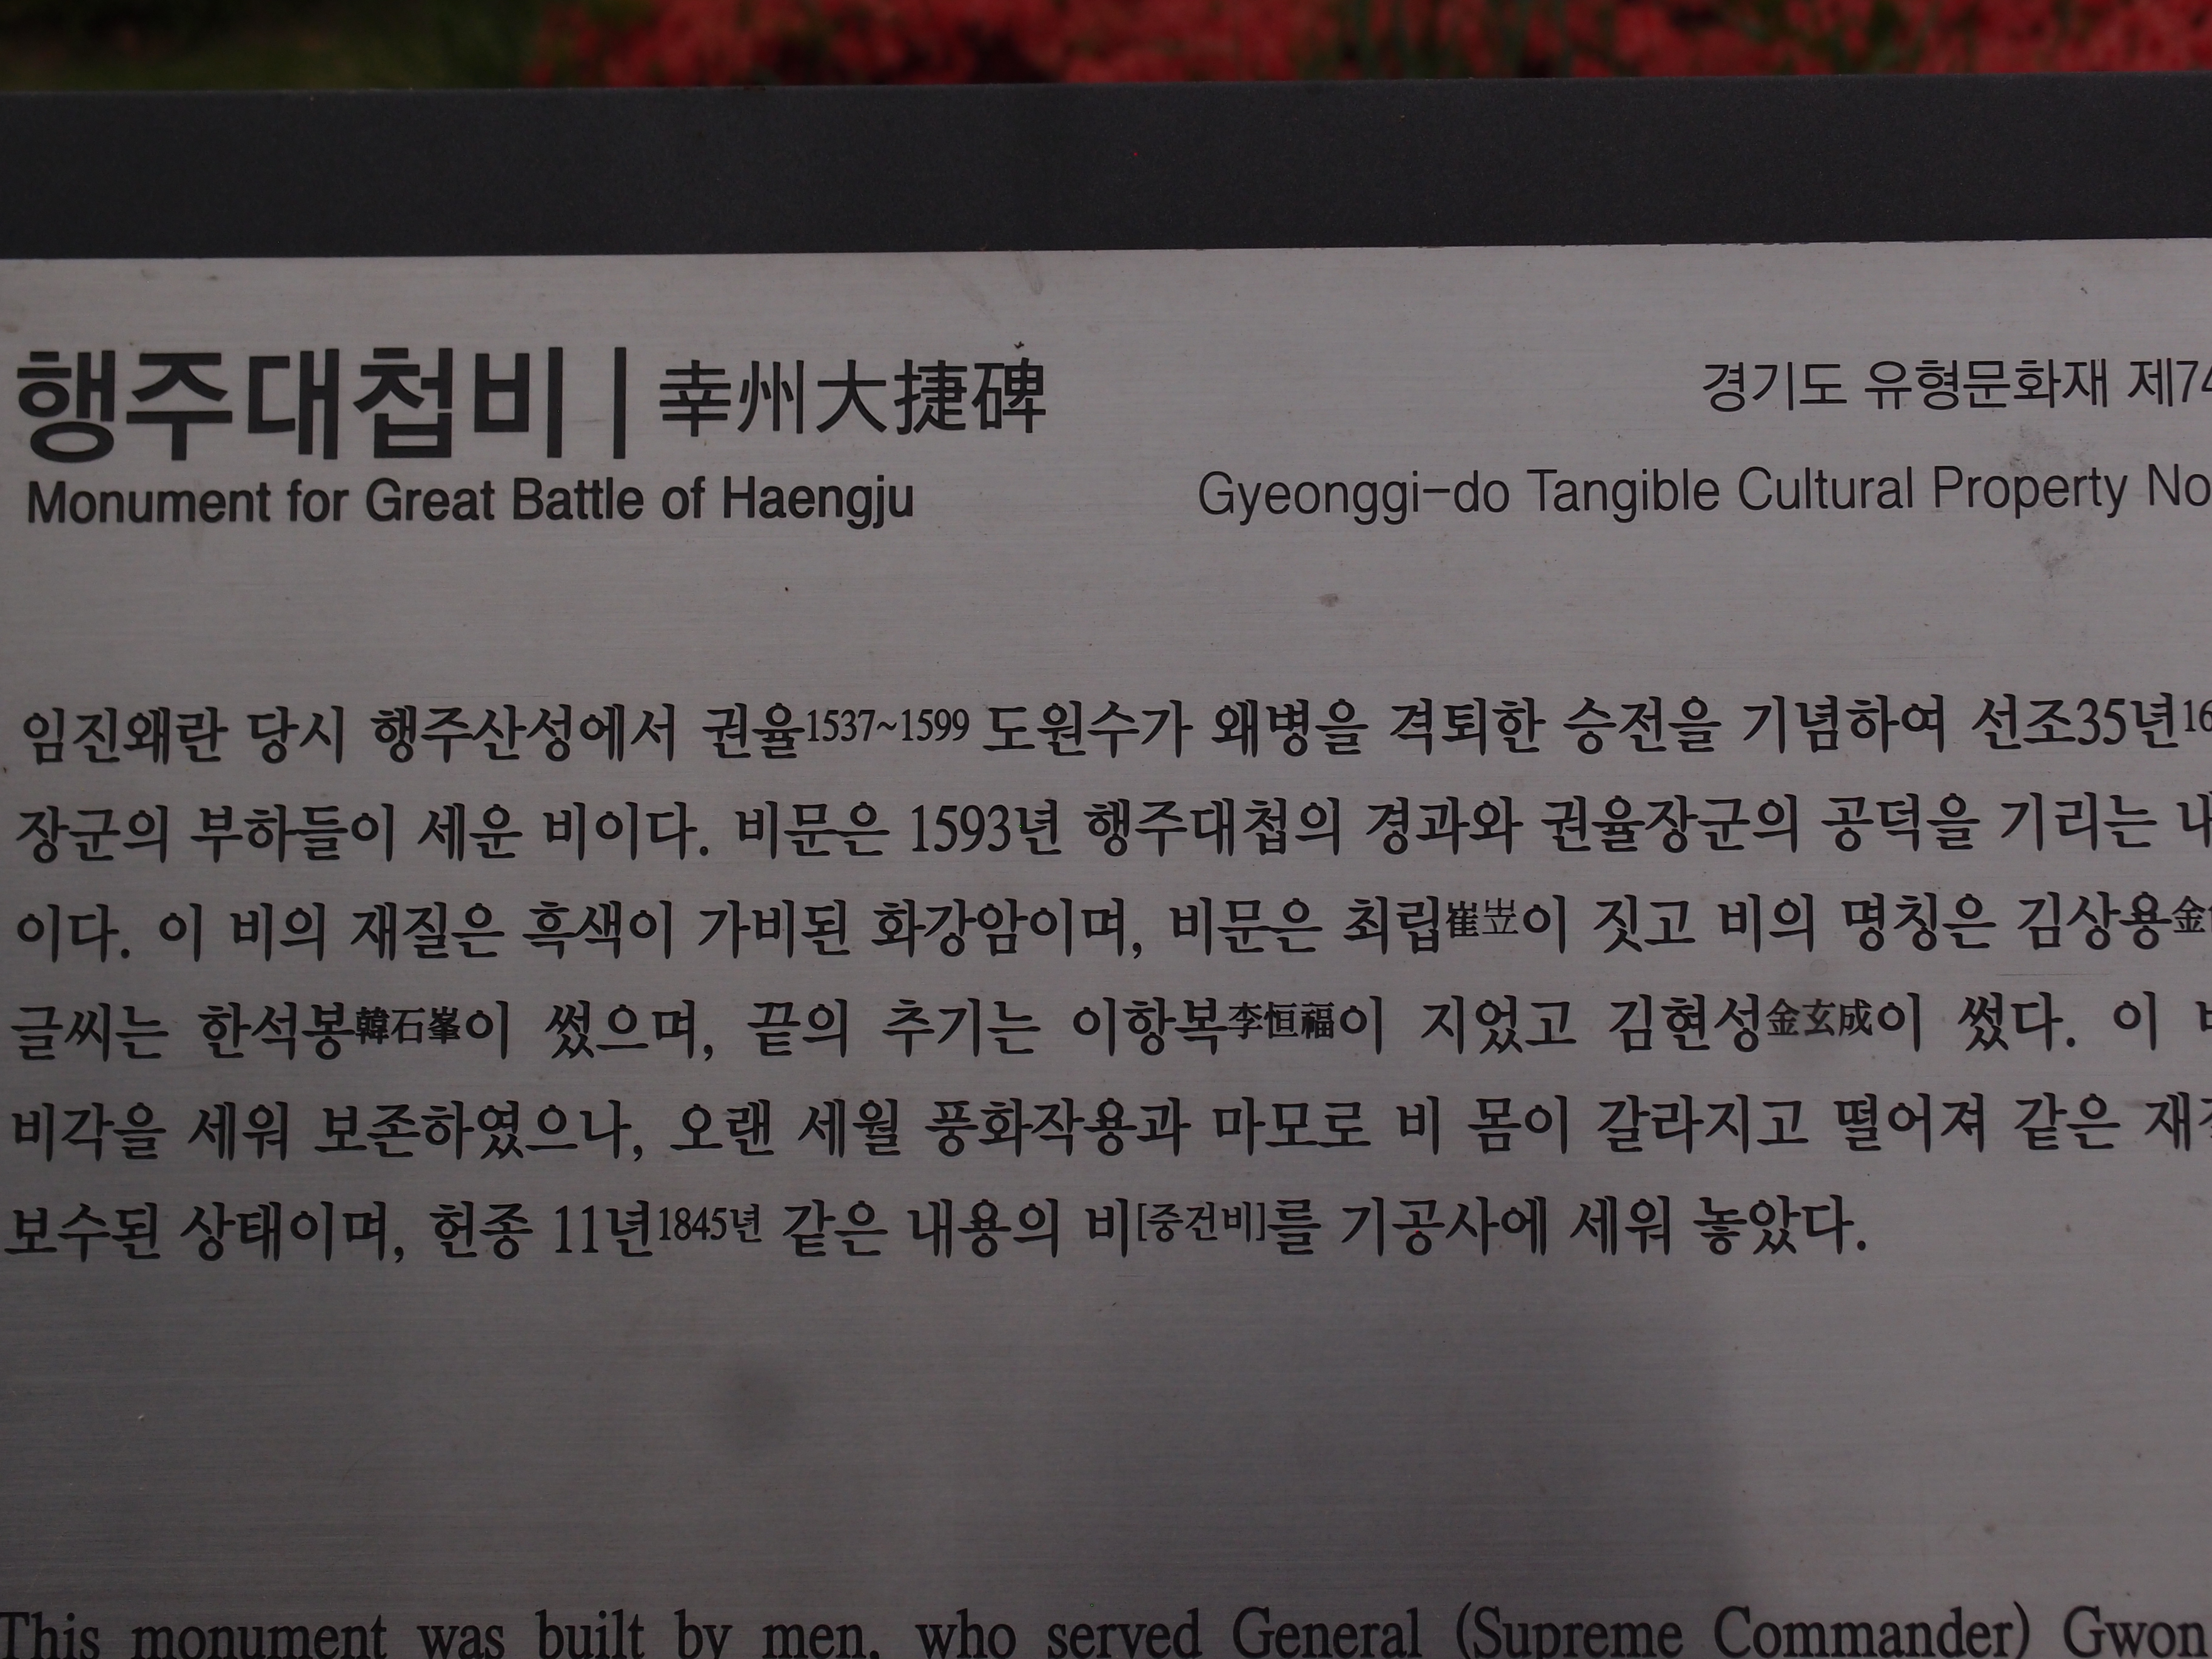 행주대첩비 | 幸州大捷碑
경기도 유형문화재 제74
Monument for Great Battle of Haengju
Gyeonggi-do Tangible Cultural Property No
임진왜란 당시 행주산성에서 권율1537~1599 도원수가 왜병을 격퇴한 승전을 기념하여 선조35년16
장군의 부하들이 세운 비이다. 비문은 1593년 행주대첩의 경과와 권율장군의 공덕을 기리는 내
이다. 이 비의 재질은 흑색이 가비된 화강암이며, 비문은 최립崔岦이 짓고 비의 명칭은 김상용金
글씨는 한석봉韓石峯이 썼으며, 끝의 추기는 이항복李恒福이 지었고 김현성金玄成이 썼다. 이
비각을 세워 보존하였으나, 오랜 세월 풍화작용과 마모로 비 몸이 갈라지고 떨어져 같은 재
보수된 상태이며, 헌종 11년1845년 같은 내용의 비[중건비]를 기공사에 세워 놓았다.
This monument was built by men, who served General (Supreme Commander) Gwon